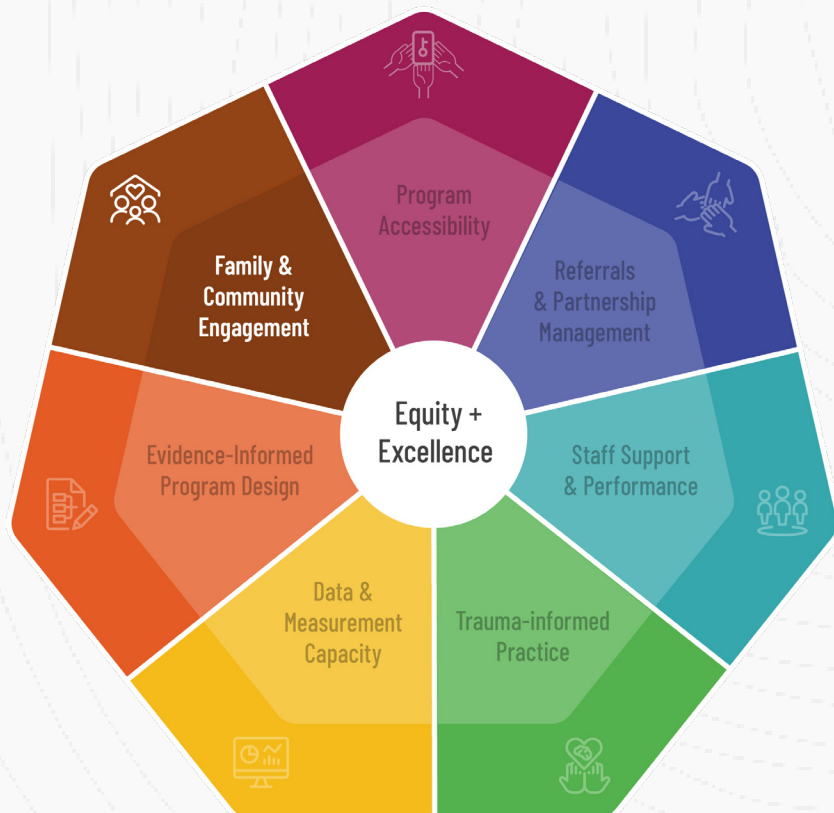 Program
Accessibility
Family &
Community
Engagement
Referrals
& Partnership
Management
Equity +
Excellence
Evidence-Informed
Program Design
Staff Support
& Performance
Data &
Measurement
Capacity
Trauma-informed
Practice